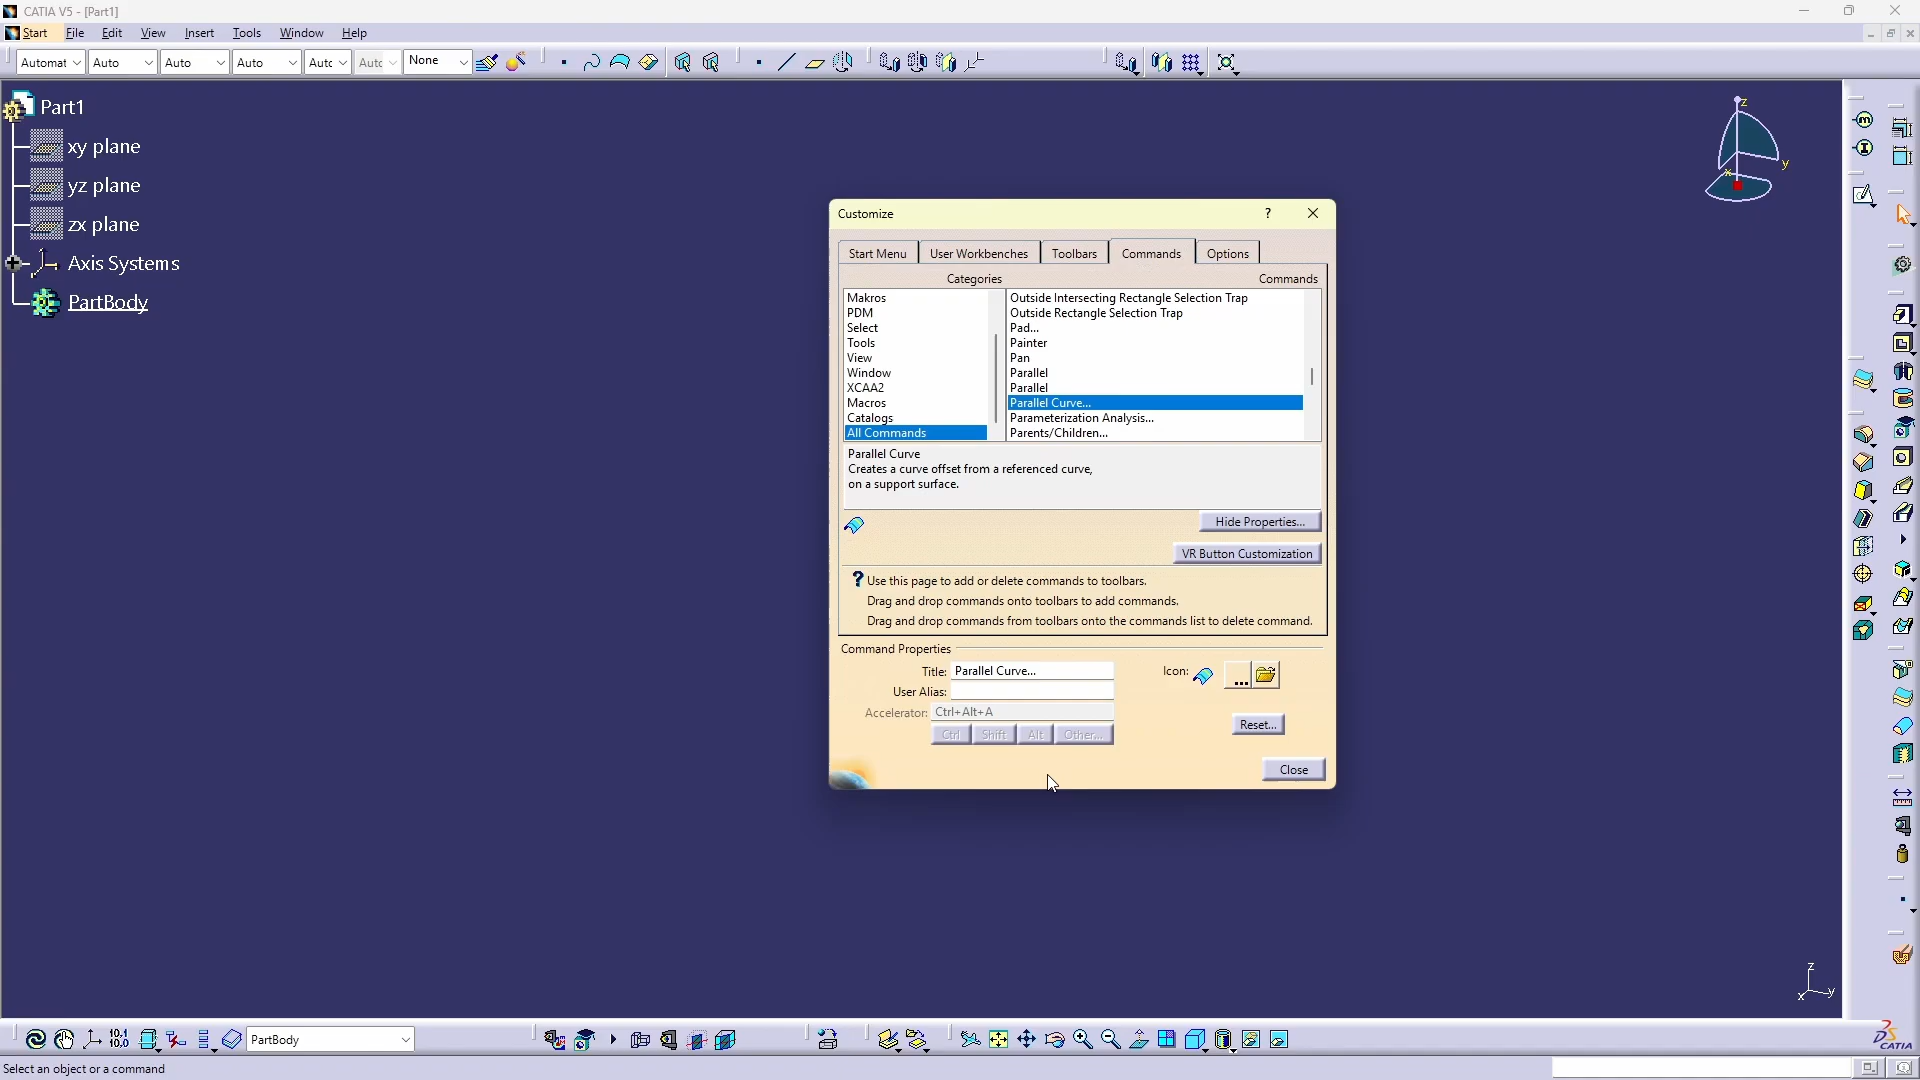 CATIA V5 - [Part1]
Start File Edit View Insert Tools Window Help
Automat Auto Auto Auto Auto Auto None
Part1
xy plane
yz plane
zx plane
Axis Systems
PartBody
z
y
x
Customize
?
Start Menu User Workbenches Toolbars Commands Options
Categories Commands
Makros
PDM
Select
Tools
View
Window
XCAA2
Macros
Catalogs
All Commands
Outside Intersecting Rectangle Selection Trap
Outside Rectangle Selection Trap
Pad...
Painter
Pan
Parallel
Parallel
Parallel Curve...
Parameterization Analysis...
Parents/Children...
Parallel Curve
Creates a curve offset from a referenced curve,
on a support surface.
Hide Properties...
VR Button Customization
? Use this page to add or delete commands to toolbars.
Drag and drop commands onto toolbars to add commands.
Drag and drop commands from toolbars onto the commands list to delete command.
Command Properties
Title: Parallel Curve... Icon: ...
User Alias:
Accelerator: Ctrl+Alt+A
Ctrl Shift Alt Other...
Reset...
Close
z
x y
PartBody
CATIA
Select an object or a command